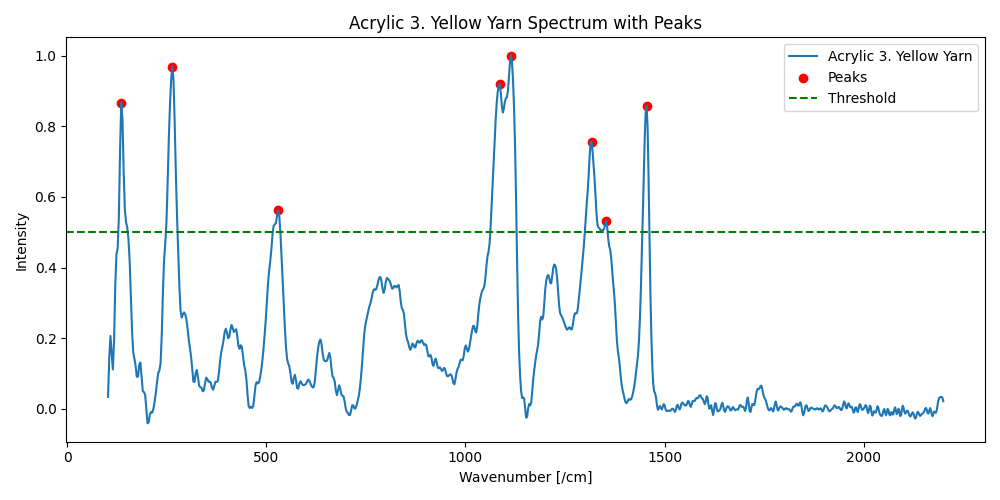 Acrylic 3. Yellow Yarn Spectrum with Peaks
Acrylic 3. Yellow Yarn
Peaks
Threshold
Intensity
1.0
0.8
0.6
0.4
0.2
0.0
0
500
1000
1500
2000
Wavenumber [/cm]